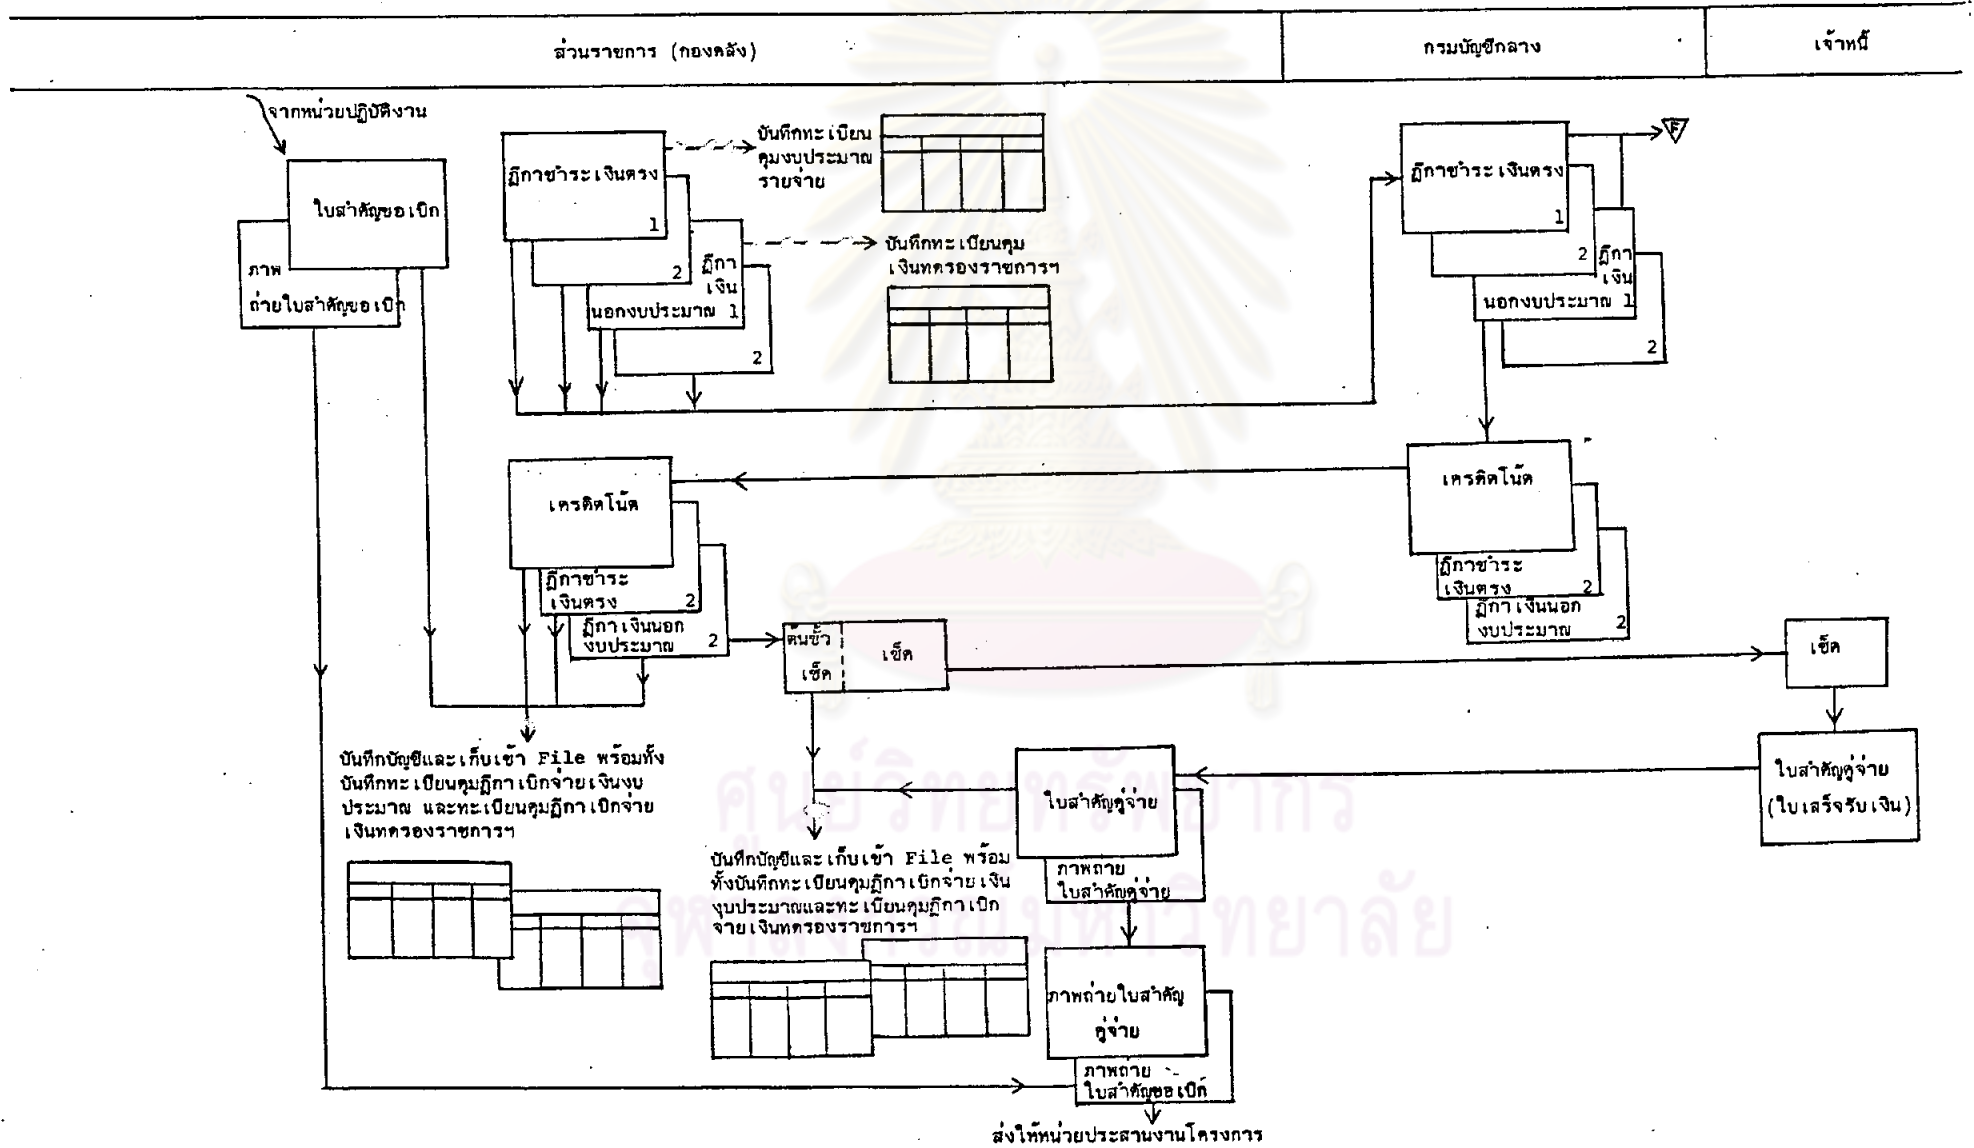 ส่วนราชการ (กองคลัง)
กรมบัญชีกลาง
เจ้าหนี้
จากหน่วยปฏิบัติงาน
ใบสำคัญขอเบิก
ภาพ
ถ่ายใบสำคัญขอเบิก
ฎีกาชำระเงินตรง
1
2
ฎีกา
เงิน
นอกงบประมาณ 1
2
บันทึกทะเบียน
คุมงบประมาณ
รายจ่าย
บันทึกทะเบียนคุม
เงินทดรองราชการฯ
ฎีกาชำระเงินตรง
1
2
ฎีกา
เงิน
นอกงบประมาณ 1
2
F
เครดิตโน้ต
ฎีกาชำระ
เงินตรง 2
ฎีกาเงินนอก
งบประมาณ 2
เครดิตโน้ต
ฎีกาชำระ
เงินตรง 2
ฎีกาเงินนอก
งบประมาณ 2
ต้นขั้ว
เช็ค
เช็ค
เช็ค
ใบสำคัญคู่จ่าย
(ใบเสร็จรับเงิน)
ใบสำคัญคู่จ่าย
ภาพถ่าย
ใบสำคัญคู่จ่าย
บันทึกบัญชีและเก็บเข้า File พร้อมทั้ง
บันทึกทะเบียนคุมฎีกาเบิกจ่ายเงินงบ
ประมาณ และทะเบียนคุมฎีกาเบิกจ่าย
เงินทดรองราชการฯ
บันทึกบัญชีและเก็บเข้า File พร้อม
ทั้งบันทึกทะเบียนคุมฎีกาเบิกจ่ายเงิน
งบประมาณและทะเบียนคุมฎีกาเบิก
จ่ายเงินทดรองราชการฯ
ภาพถ่ายใบสำคัญ
คู่จ่าย
ภาพถ่าย
ใบสำคัญขอเบิก
ส่งให้หน่วยประสานงานโครงการ
ศูนย์วิทยทรัพยากร
จุฬาลงกรณ์มหาวิทยาลัย